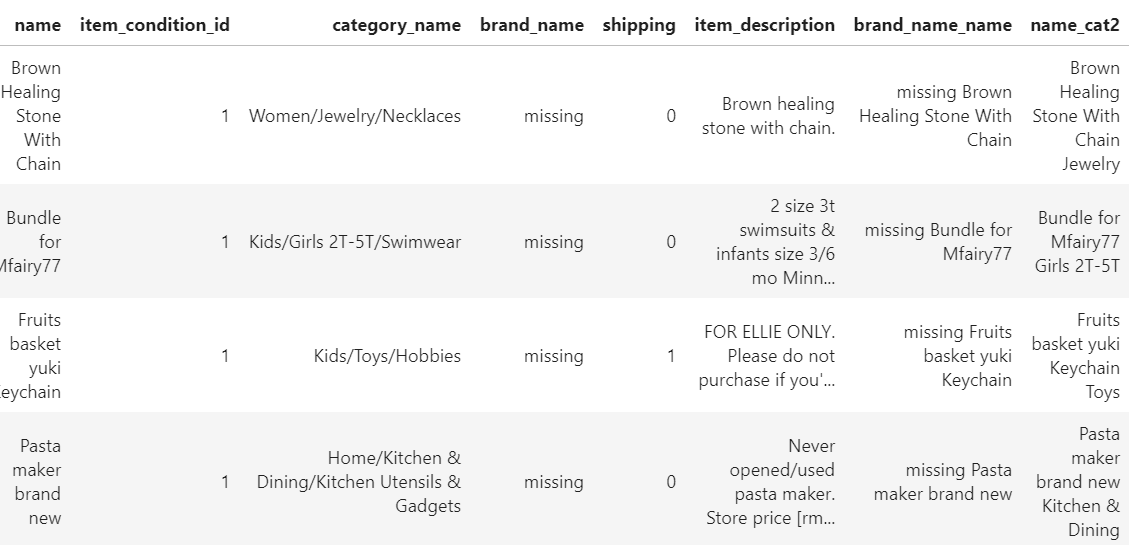 name item_condition_id category_name brand_name shipping item_description brand_name_name name_cat2
Brown Healing Stone With Chain 1 Women/Jewelry/Necklaces missing 0 Brown healing stone with chain. missing Brown Healing Stone With Chain Brown Healing Stone With Chain Jewelry
Bundle for Mfairy77 1 Kids/Girls 2T-5T/Swimwear missing 0 2 size 3t swimsuits & infants size 3/6 mo Minn... missing Bundle for Mfairy77 Bundle for Mfairy77 Girls 2T-5T
Fruits basket yuki Keychain 1 Kids/Toys/Hobbies missing 1 FOR ELLIE ONLY. Please do not purchase if you'... missing Fruits basket yuki Keychain Fruits basket yuki Keychain Toys
Pasta maker brand new 1 Home/Kitchen & Dining/Kitchen Utensils & Gadgets missing 0 Never opened/used pasta maker. Store price [rm... missing Pasta maker brand new Pasta maker brand new Kitchen & Dining